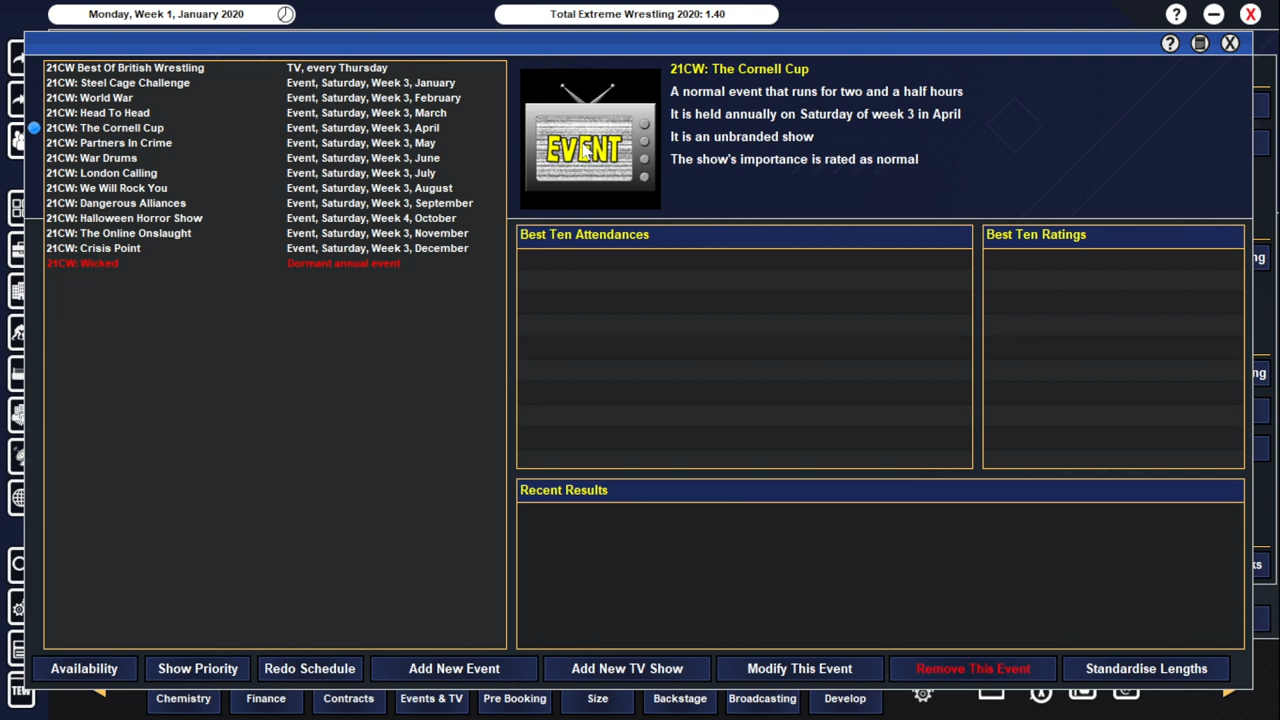 Monday, Week 1, January 2020
Total Extreme Wrestling 2020: 1.40
? X
? X
21CW Best Of British Wrestling TV, every Thursday
21CW: Steel Cage Challenge Event, Saturday, Week 3, January
21CW: World War Event, Saturday, Week 3, February
21CW: Head To Head Event, Saturday, Week 3, March
21CW: The Cornell Cup Event, Saturday, Week 3, April
21CW: Partners In Crime Event, Saturday, Week 3, May
21CW: War Drums Event, Saturday, Week 3, June
21CW: London Calling Event, Saturday, Week 3, July
21CW: We Will Rock You Event, Saturday, Week 3, August
21CW: Dangerous Alliances Event, Saturday, Week 3, September
21CW: Halloween Horror Show Event, Saturday, Week 4, October
21CW: The Online Onslaught Event, Saturday, Week 3, November
21CW: Crisis Point Event, Saturday, Week 3, December
21CW: Wicked Dormant annual event
EVENT
21CW: The Cornell Cup
A normal event that runs for two and a half hours
It is held annually on Saturday of week 3 in April
It is an unbranded show
The show's importance is rated as normal
Best Ten Attendances
Best Ten Ratings
Recent Results
ng
ng
ks
Availability
Show Priority
Redo Schedule
Add New Event
Add New TV Show
Modify This Event
Remove This Event
Standardise Lengths
TEW
Chemistry
Finance
Contracts
Events & TV
Pre Booking
Size
Backstage
Broadcasting
Develop